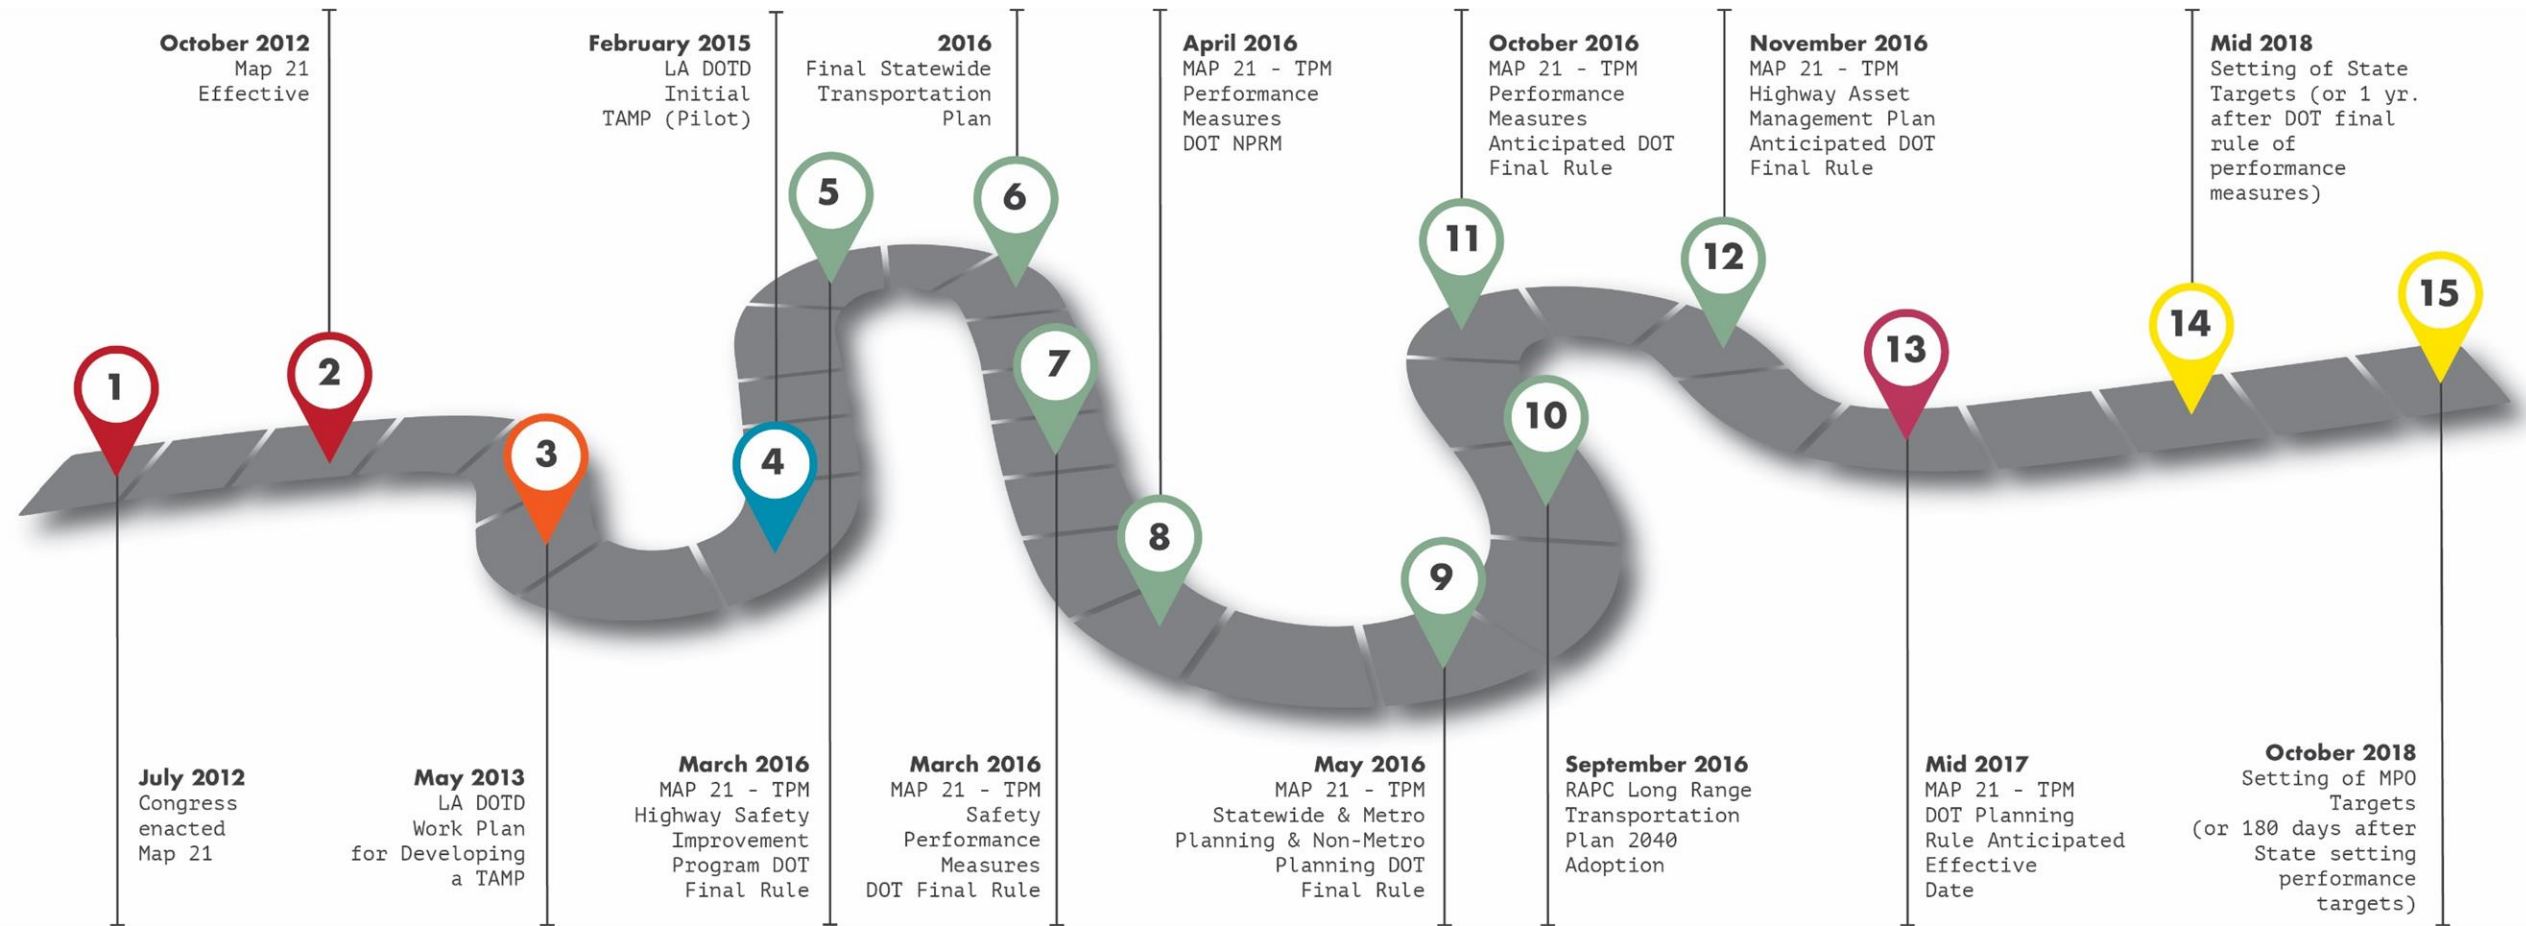 October 2012
Map 21
Effective
February 2015
LA DOTD
Initial
TAMP (Pilot)
2016
Final Statewide
Transportation
Plan
April 2016
MAP 21 - TPM
Performance
Measures
DOT NPRM
October 2016
MAP 21 - TPM
Performance
Measures
Anticipated DOT
Final Rule
November 2016
MAP 21 - TPM
Highway Asset
Management Plan
Anticipated DOT
Final Rule
Mid 2018
Setting of State
Targets (or 1 yr.
after DOT final
rule of
performance
measures)
1
2
3
4
5
6
7
8
9
10
11
12
13
14
15
July 2012
Congress
enacted
Map 21
May 2013
LA DOTD
Work Plan
for Developing
a TAMP
March 2016
MAP 21 - TPM
Highway Safety
Improvement
Program DOT
Final Rule
March 2016
MAP 21 - TPM
Safety
Performance
Measures
DOT Final Rule
May 2016
MAP 21 - TPM
Statewide & Metro
Planning & Non-Metro
Planning DOT
Final Rule
September 2016
RAPC Long Range
Transportation
Plan 2040
Adoption
Mid 2017
MAP 21 - TPM
DOT Planning
Rule Anticipated
Effective
Date
October 2018
Setting of MPO
Targets
(or 180 days after
State setting
performance
targets)